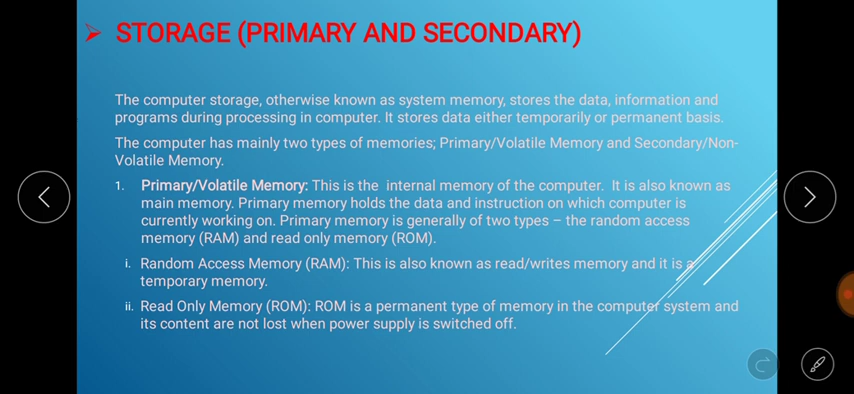 STORAGE (PRIMARY AND SECONDARY)
The computer storage, otherwise known as system memory, stores the data, information and
programs during processing in computer. It stores data either temporarily or permanent basis.
The computer has mainly two types of memories; Primary/Volatile Memory and Secondary/Non-
Volatile Memory.
1. Primary/Volatile Memory: This is the internal memory of the computer. It is also known as
main memory. Primary memory holds the data and instruction on which computer is
currently working on. Primary memory is generally of two types – the random access
memory (RAM) and read only memory (ROM).
i. Random Access Memory (RAM): This is also known as read/writes memory and it is a
temporary memory.
ii. Read Only Memory (ROM): ROM is a permanent type of memory in the computer system and
its content are not lost when power supply is switched off.